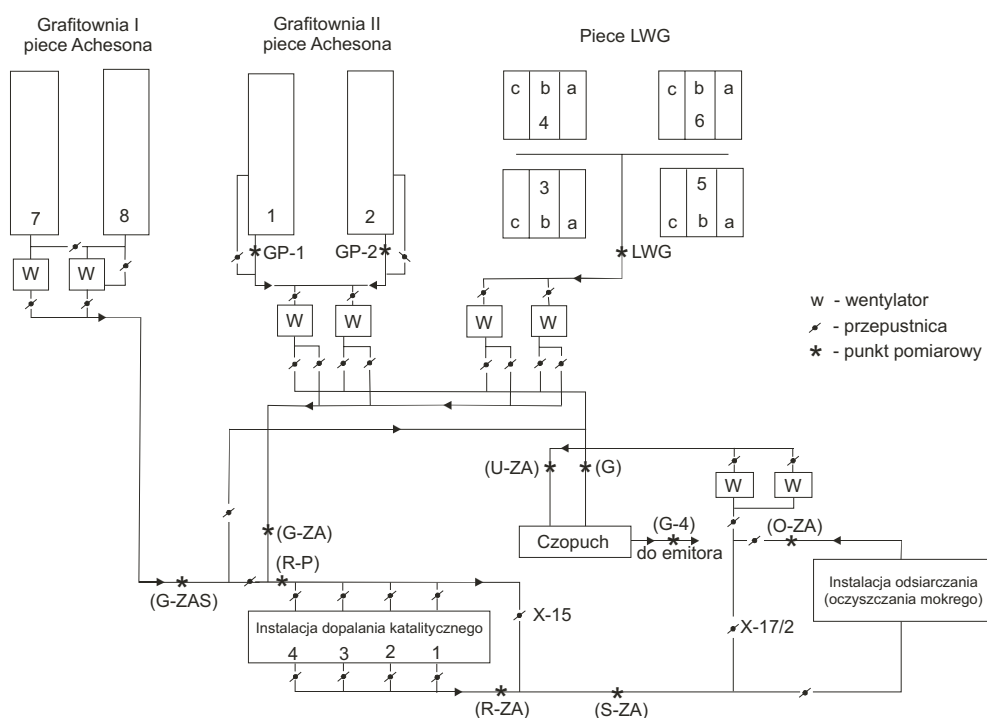 Grafitownia I
piece Achesona
Grafitownia II
piece Achesona
Piece LWG
c b a
4
c b a
6
3
c b a
5
c b a
7
8
1
2
GP-1
GP-2
LWG
W
W
W
W
W
W
w - wentylator
- przepustnica
- punkt pomiarowy
(U-ZA)
(G)
W
W
(G-ZA)
Czopuch
(G-4)
do emitora
(O-ZA)
(R-P)
(G-ZAS)
X-15
Instalacja dopalania katalitycznego
4 3 2 1
X-17/2
Instalacja odsiarczania
(oczyszczania mokrego)
(R-ZA)
(S-ZA)